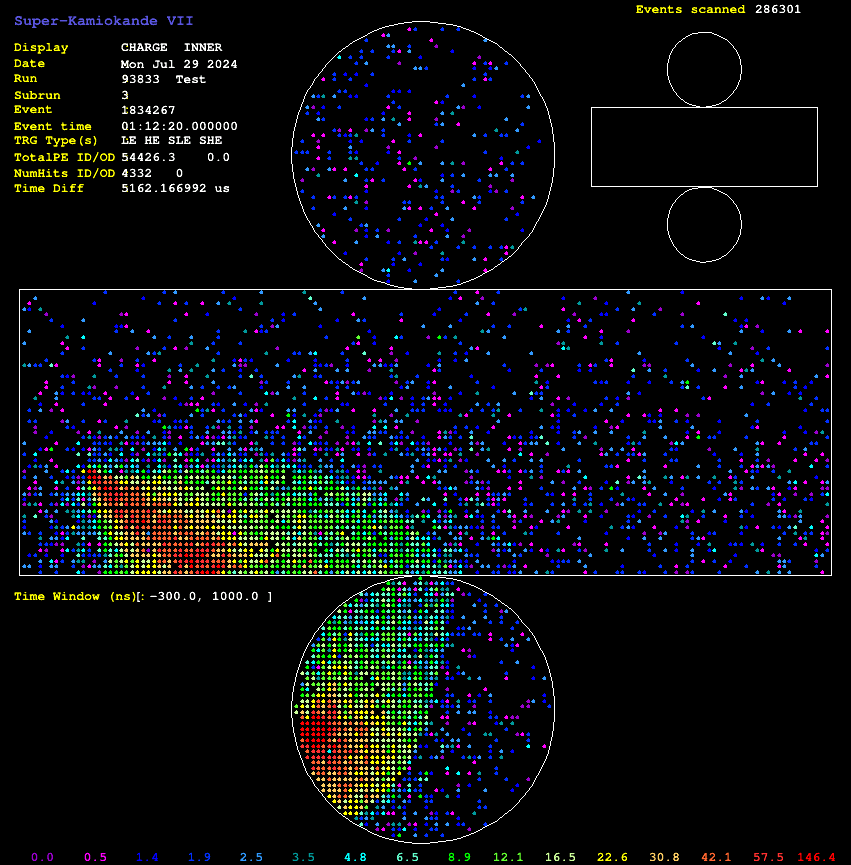 Super-Kamiokande VII
Events scanned 286301
Display CHARGE INNER
Date Mon Jul 29 2024
Run 93833 Test
Subrun 3
Event 1834267
Event time 01:12:20.000000
TRG Type(s) LE HE SLE SHE
TotalPE ID/OD 54426.3 0.0
NumHits ID/OD 4332 0
Time Diff 5162.166992 us
Time Window (ns)[: -300.0, 1000.0 ]
0.0 0.5 1.4 1.9 2.5 3.5 4.8 6.5 8.9 12.1 16.5 22.6 30.8 42.1 57.5 146.4